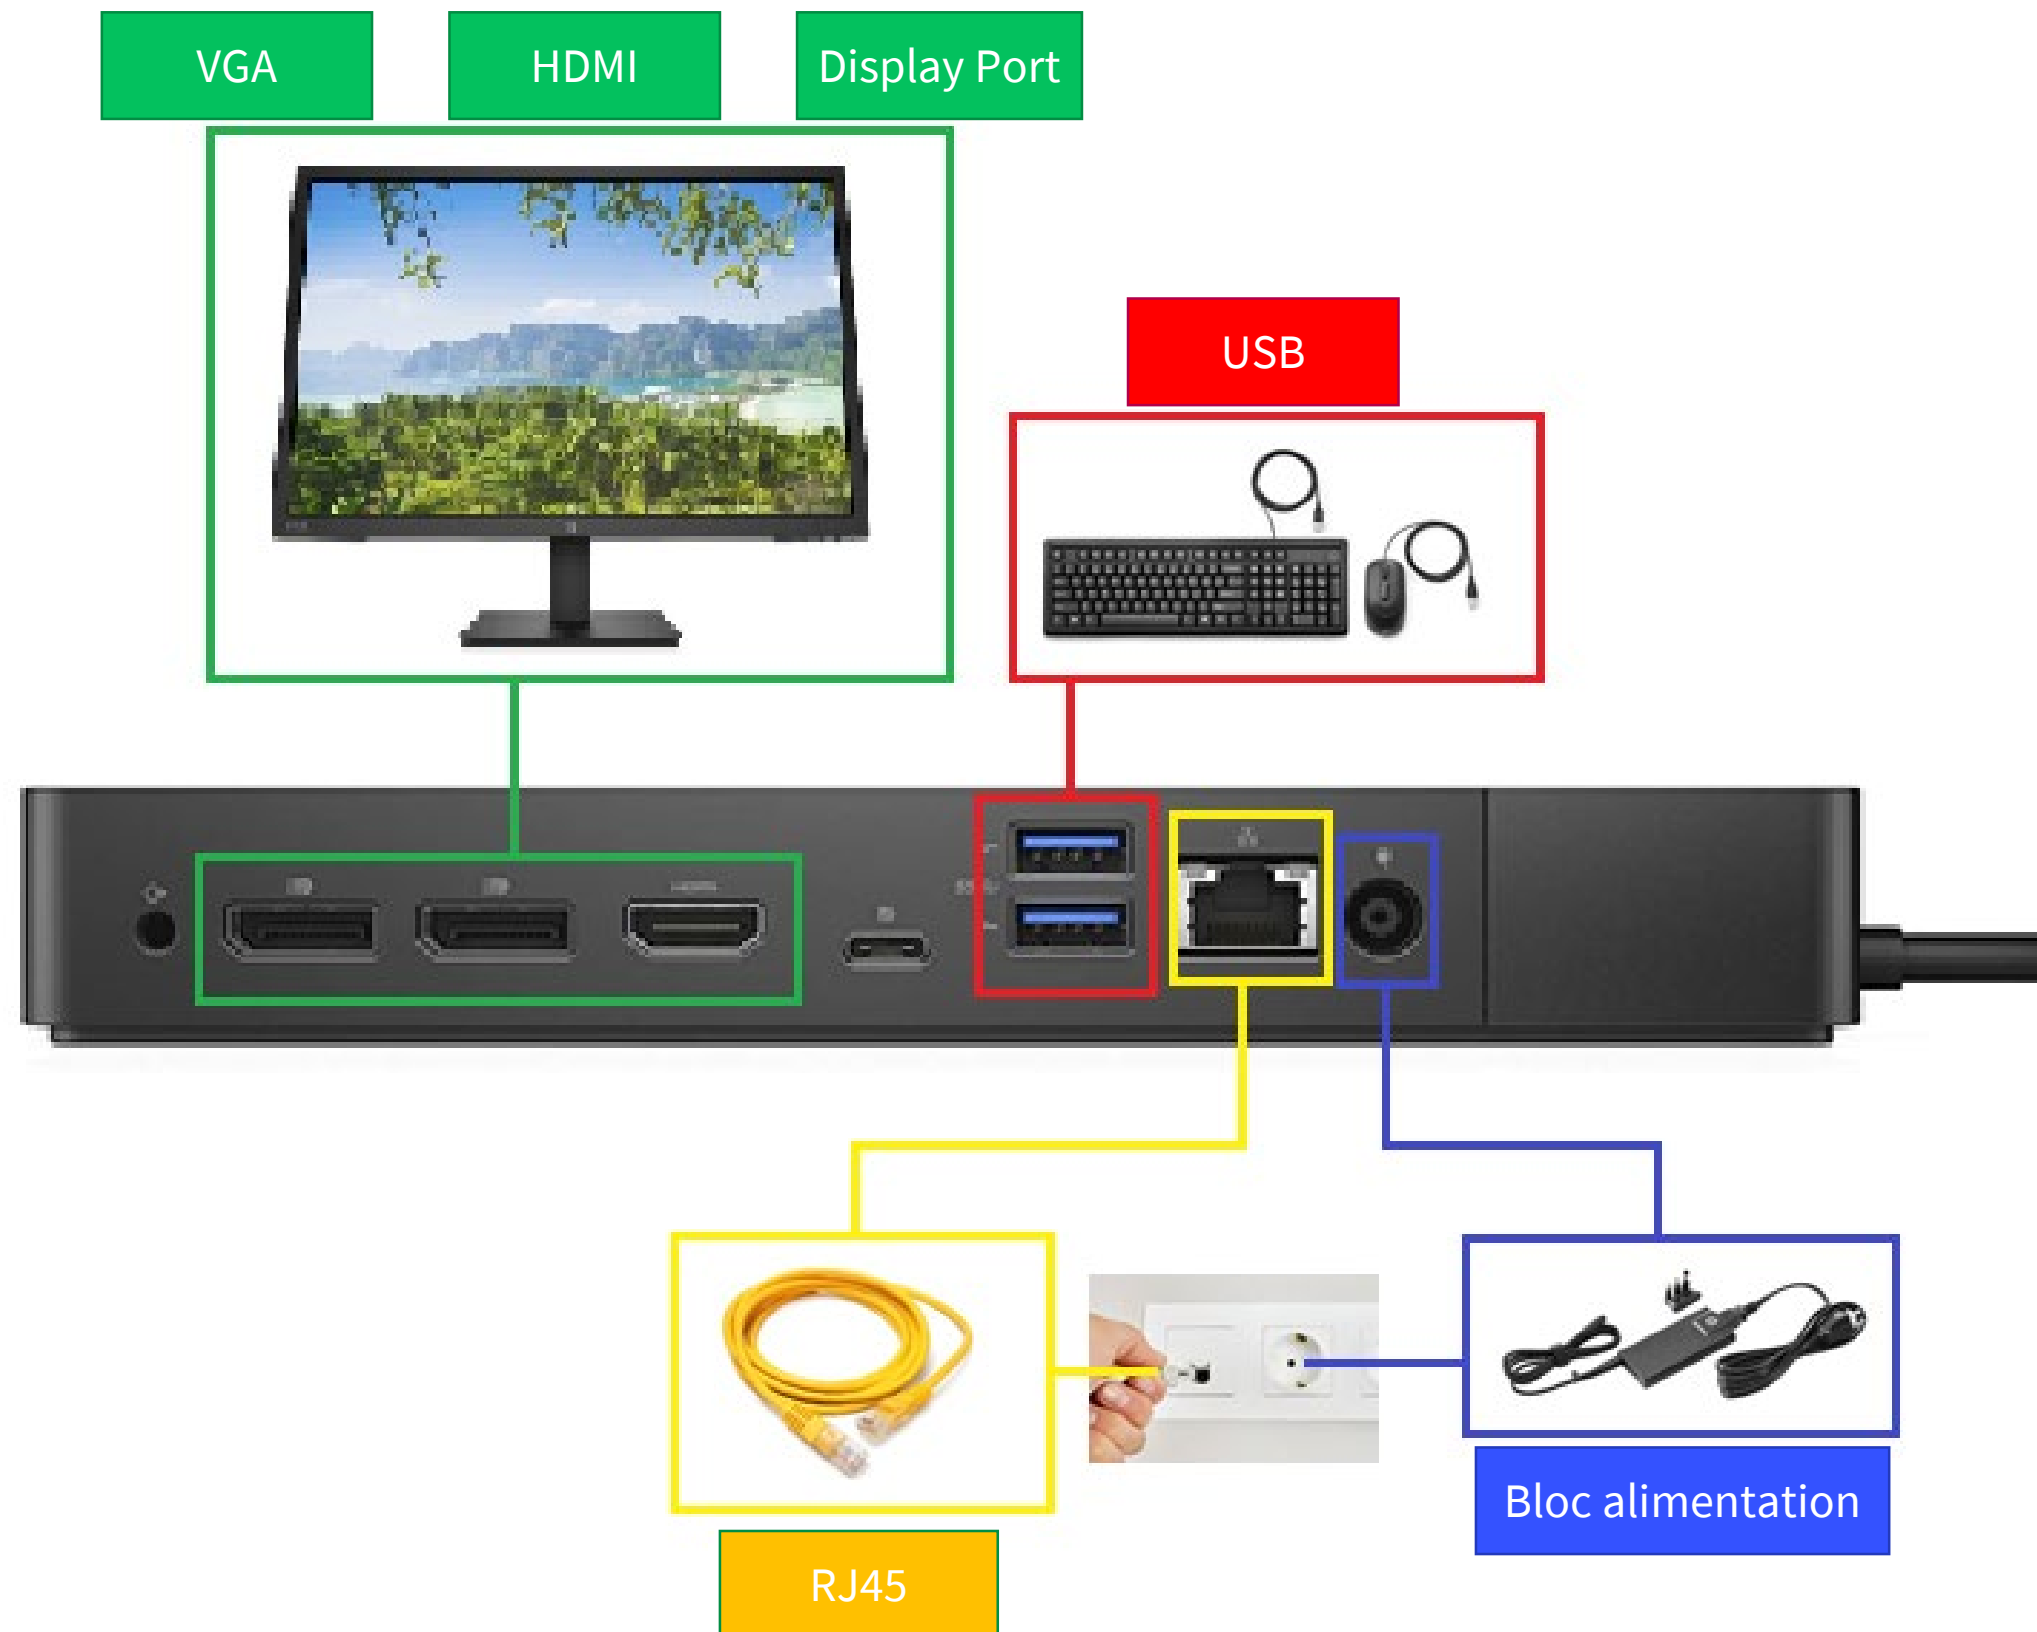 VGA
HDMI
Display Port
USB
RJ45
Bloc alimentation